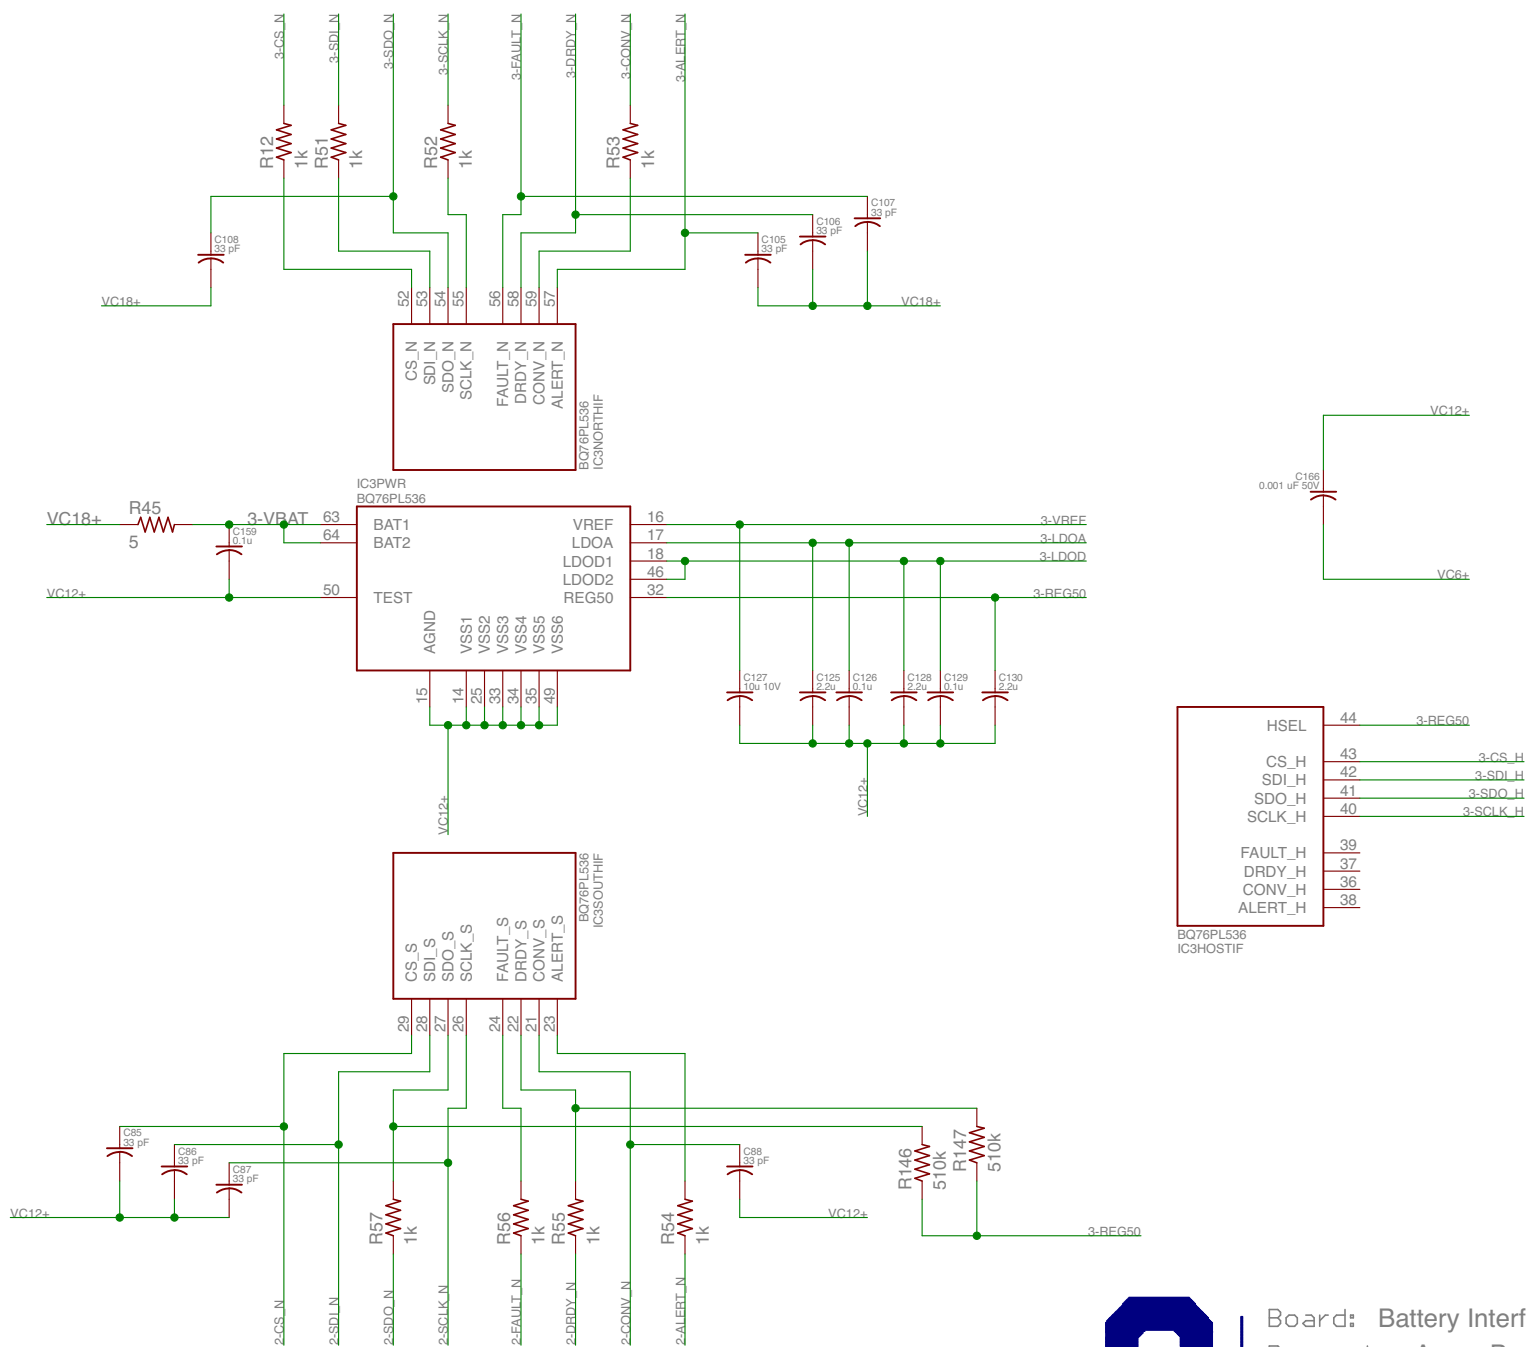 3-CS_N
3-SDI_N
3-SDO_N
3-SCLK_N
3-FAULT_N
3-DRDY_N
3-CONV_N
3-ALERT_N
R12
1k
R51
1k
R52
1k
R53
1k
C108
33 pF
C105
33 pF
C106
33 pF
C107
33 pF
VC18+
VC18+
52
53
54
55
56
58
59
57
CS_N
SDI_N
SDO_N
SCLK_N
FAULT_N
DRDY_N
CONV_N
ALERT_N
BQ76PL536
IC3NORTHIF
VC12+
C166
0.001 uF 50V
VC6+
IC3PWR
BQ76PL536
VC18+
R45
5
3-VBAT
C159
0.1u
VC12+
63
64
50
BAT1
BAT2
TEST
VREF
LDOA
LDOD1
LDOD2
REG50
16
17
18
46
32
3-VREF
3-LDOA
3-LDOD
3-REG50
AGND
VSS1
VSS2
VSS3
VSS4
VSS5
VSS6
15
14
25
33
34
35
49
VC12+
C127
10u 10V
C125
2.2u
C126
0.1u
C128
2.2u
C129
0.1u
C130
2.2u
VC12+
HSEL
CS_H
SDI_H
SDO_H
SCLK_H
FAULT_H
DRDY_H
CONV_H
ALERT_H
44
43
42
41
40
39
37
36
38
3-REG50
3-CS_H
3-SDI_H
3-SDO_H
3-SCLK_H
BQ76PL536
IC3HOSTIF
BQ76PL536
IC3SOUTHIF
CS_S
SDI_S
SDO_S
SCLK_S
FAULT_S
DRDY_S
CONV_S
ALERT_S
29
28
27
26
24
22
21
23
C85
33 pF
C86
33 pF
C87
33 pF
C88
33 pF
VC12+
VC12+
R57
1k
R56
1k
R55
1k
R54
1k
R146
510k
R147
510k
3-REG50
2-CS_N
2-SDI_N
2-SDO_N
2-SCLK_N
2-FAULT_N
2-DRDY_N
2-CONV_N
2-ALERT_N
Board: Battery Interf